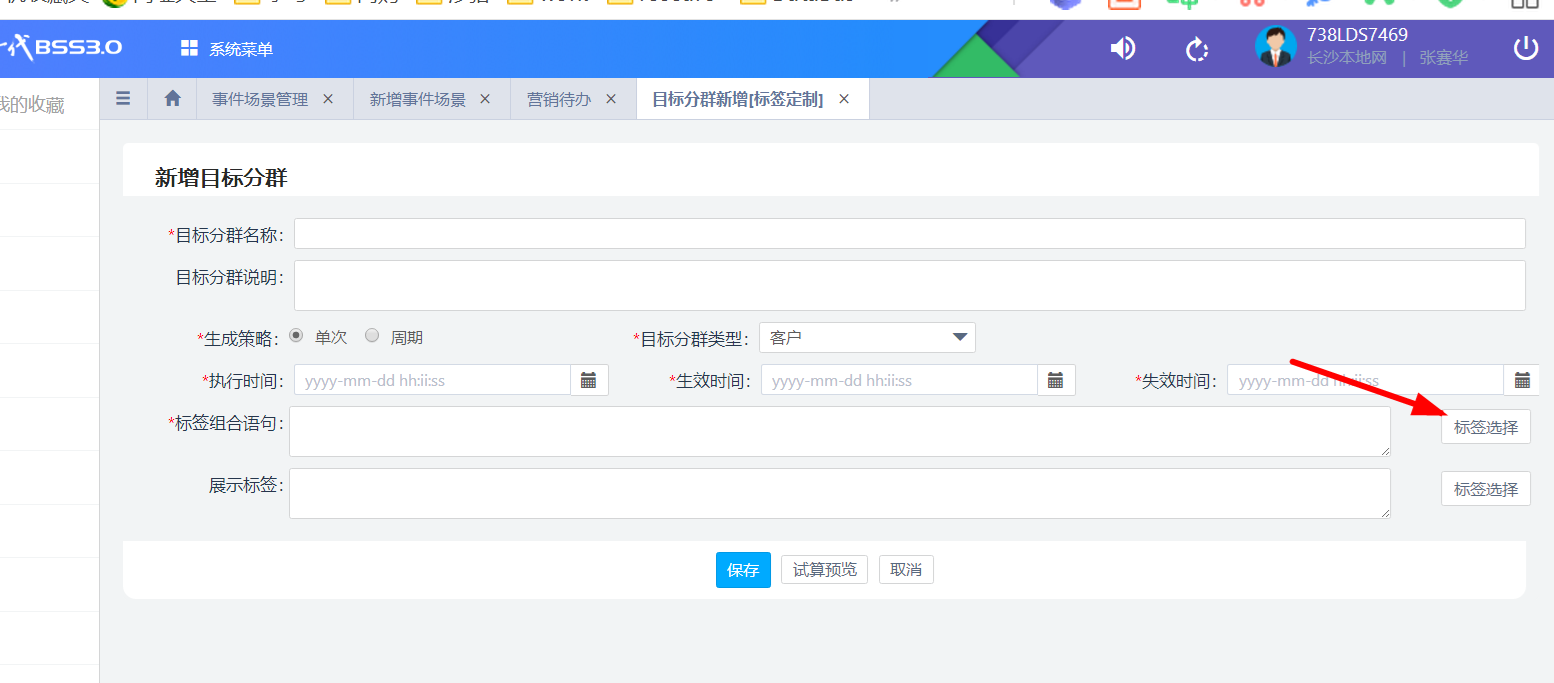 BSS3.0
系统菜单
738LDS7469
长沙本地网 | 张赛华
我的收藏
事件场景管理 ×
新增事件场景 ×
营销待办 ×
目标分群新增[标签定制] ×
新增目标分群
*目标分群名称:
目标分群说明:
*生成策略: 单次 周期
*目标分群类型: 客户
*执行时间: yyyy-mm-dd hh:ii:ss
*生效时间: yyyy-mm-dd hh:ii:ss
*失效时间: yyyy-mm-dd hh:ii:ss
*标签组合语句:
标签选择
展示标签:
标签选择
保存 试算预览 取消